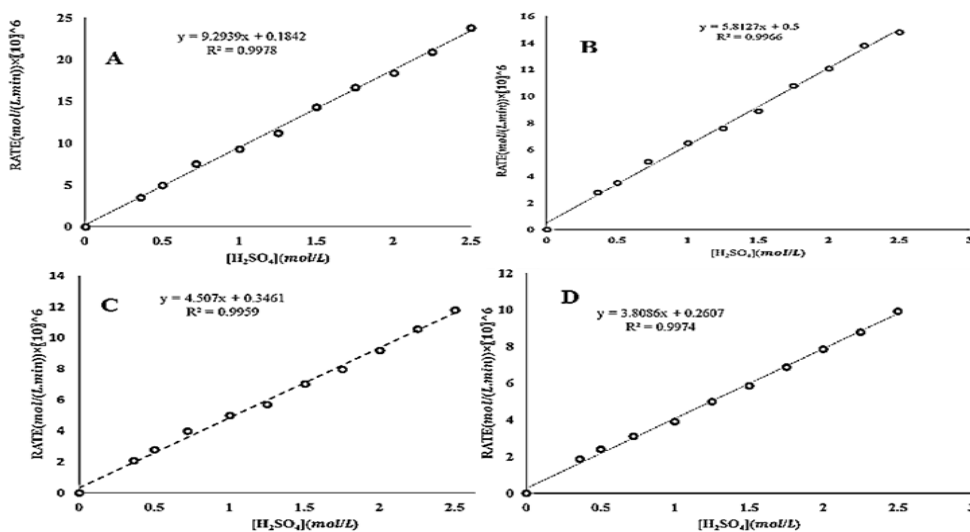 A
y = 9.2939x + 0.1842
R² = 0.9978
RATE(mol/(L.min))×[10]^6
25
20
15
10
5
0
0 0.5 1 1.5 2 2.5
[H₂SO₄](mol/L)
B
y = 5.8127x + 0.5
R² = 0.9966
RATE(mol/(L.min))×[10]^6
16
14
12
10
8
6
4
2
0
0 0.5 1 1.5 2 2.5 3
[H₂SO₄](mol/L)
C
y = 4.507x + 0.3461
R² = 0.9959
RATE(mol/(L.min))×[10]^6
14
12
10
8
6
4
2
0
0 0.5 1 1.5 2 2.5
[H₂SO₄](mol/L)
D
y = 3.8086x + 0.2607
R² = 0.9974
RATE(mol/(L.min))×[10]^6
12
10
8
6
4
2
0
0 0.5 1 1.5 2 2.5 3
[H₂SO₄](mol/L)